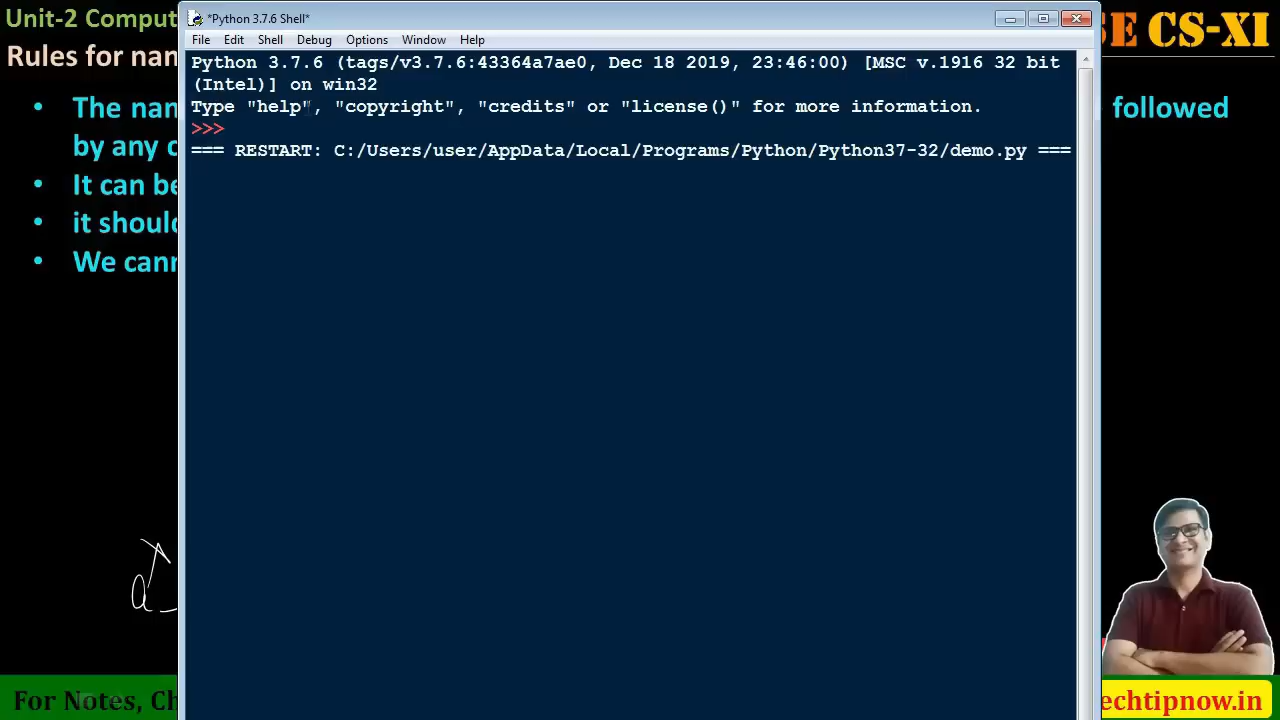 Unit-2 Comput
SE CS-XI
Rules for nam
• The nam
followed
by any c
• It can be
• it should
• We cann
*Python 3.7.6 Shell*
File Edit Shell Debug Options Window Help
Python 3.7.6 (tags/v3.7.6:43364a7ae0, Dec 18 2019, 23:46:00) [MSC v.1916 32 bit
(Intel)] on win32
Type "help", "copyright", "credits" or "license()" for more information.
>>>
=== RESTART: C:/Users/user/AppData/Local/Programs/Python/Python37-32/demo.py ===
a
For Notes, Ch
echtipnow.in